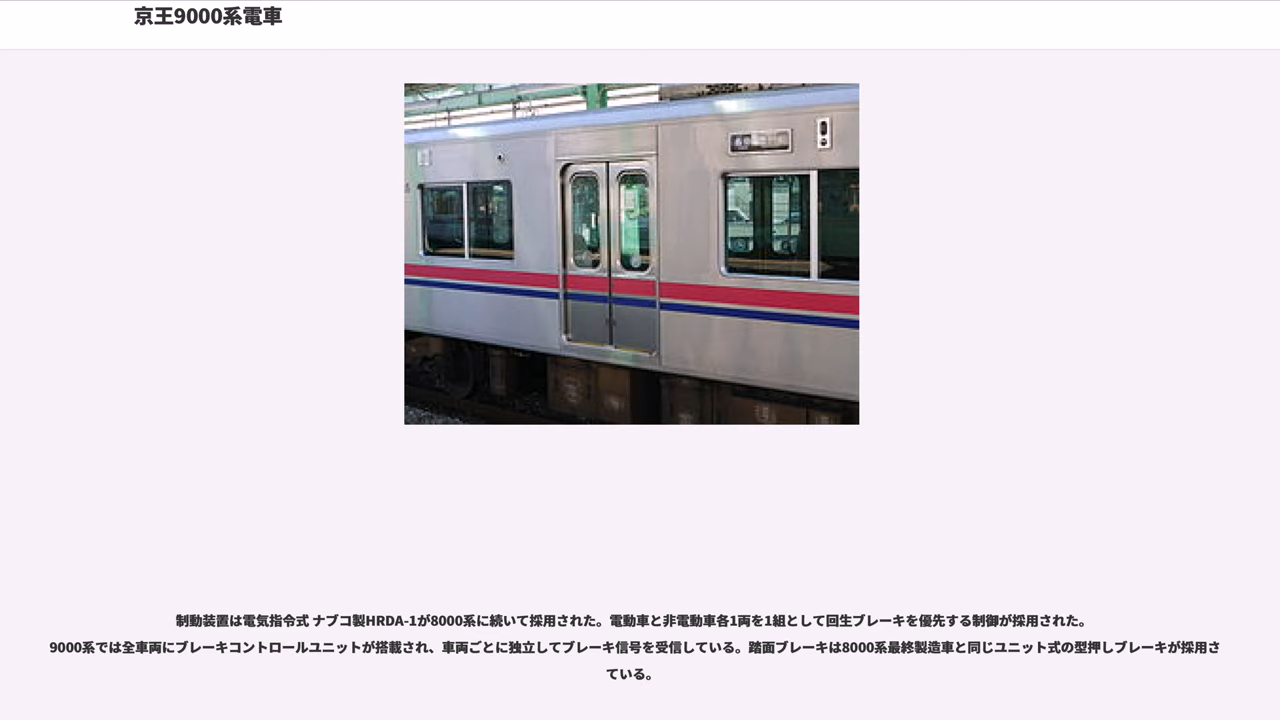 京王9000系電車
制動装置は電気指令式 ナブコ製HRDA-1が8000系に続いて採用された。電動車と非電動車各1両を1組として回生ブレーキを優先する制御が採用された。
9000系では全車両にブレーキコントロールユニットが搭載され、車両ごとに独立してブレーキ信号を受信している。踏面ブレーキは8000系最終製造車と同じユニット式の型押しブレーキが採用さ
ている。